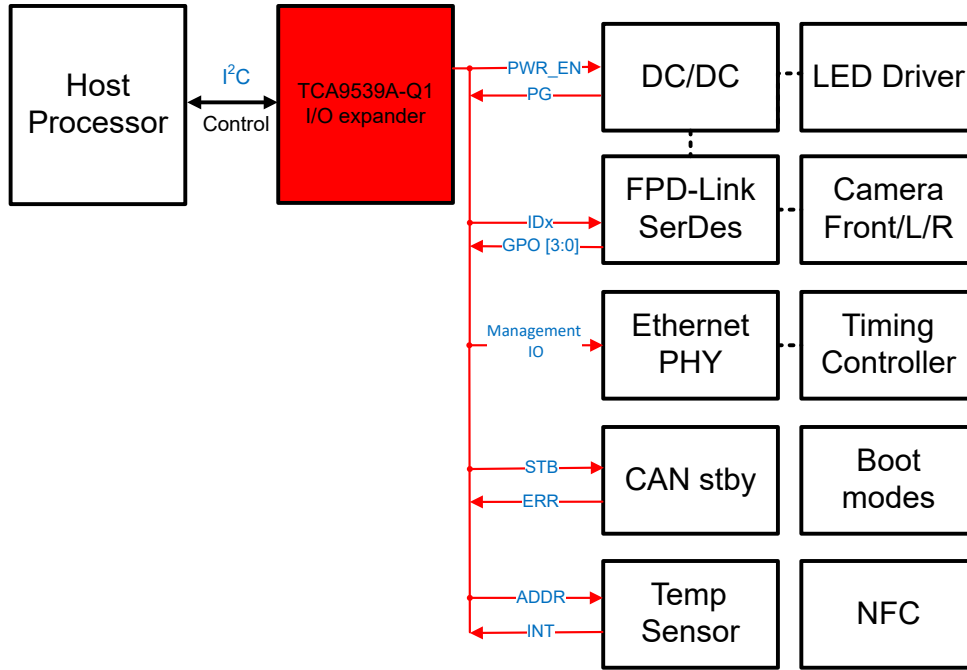 Host
Processor
I²C
Control
TCA9539A-Q1
I/O expander
PWR_EN
PG
DC/DC
LED Driver
IDx
GPO [3:0]
FPD-Link
SerDes
Camera
Front/L/R
Management
IO
Ethernet
PHY
Timing
Controller
STB
ERR
CAN stby
Boot
modes
ADDR
INT
Temp
Sensor
NFC